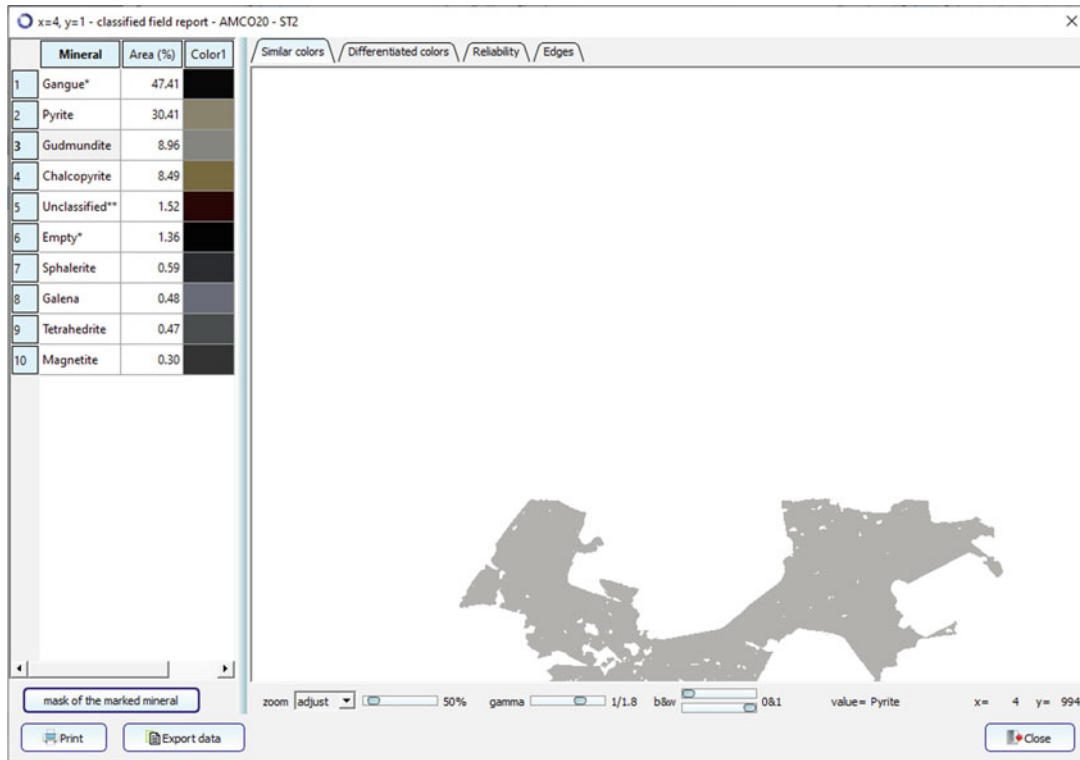 x=4, y=1 - classified field report - AMCO20 - ST2
Mineral Area (%) Color1
1 Gangue* 47.41
2 Pyrite 30.41
3 Gudmundite 8.96
4 Chalcopyrite 8.49
5 Unclassified** 1.52
6 Empty* 1.36
7 Sphalerite 0.59
8 Galena 0.48
9 Tetrahedrite 0.47
10 Magnetite 0.30
mask of the marked mineral
Print Export data
Similar colors Differentiated colors Reliability Edges
zoom adjust 50% gamma 1/1.8 b&w 0&1 value= Pyrite x= 4 y= 994
Close